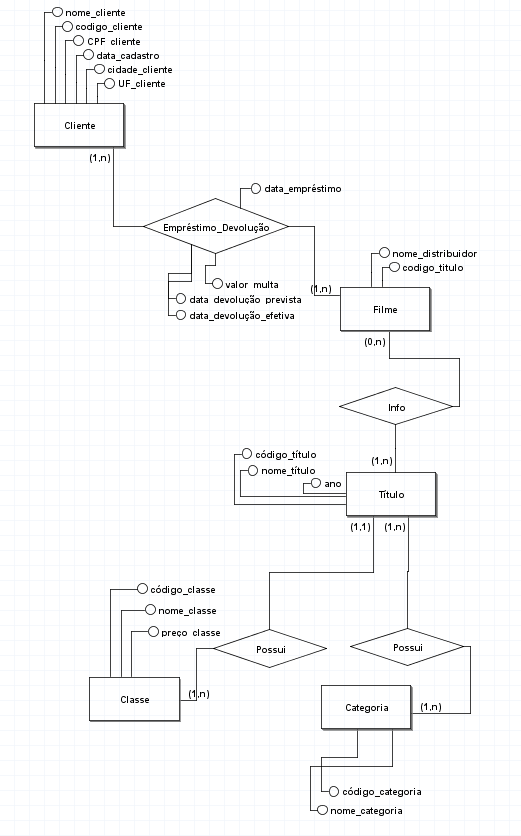 nome_cliente
codigo_cliente
CPF cliente
data_cadastro
cidade_cliente
UF_cliente
Cliente
(1,n)
data_empréstimo
Empréstimo_Devolução
valor multa
data devolução prevista
data_devolução_efetiva
(1,n)
nome_distribuidor
codigo_titulo
Filme
(0,n)
Info
(1,n)
código_título
nome_título
ano
Título
(1,1)
(1,n)
código_classe
nome_classe
preço classe
Possui
Possui
Classe
(1,n)
Categoria
(1,n)
código_categoria
nome_categoria